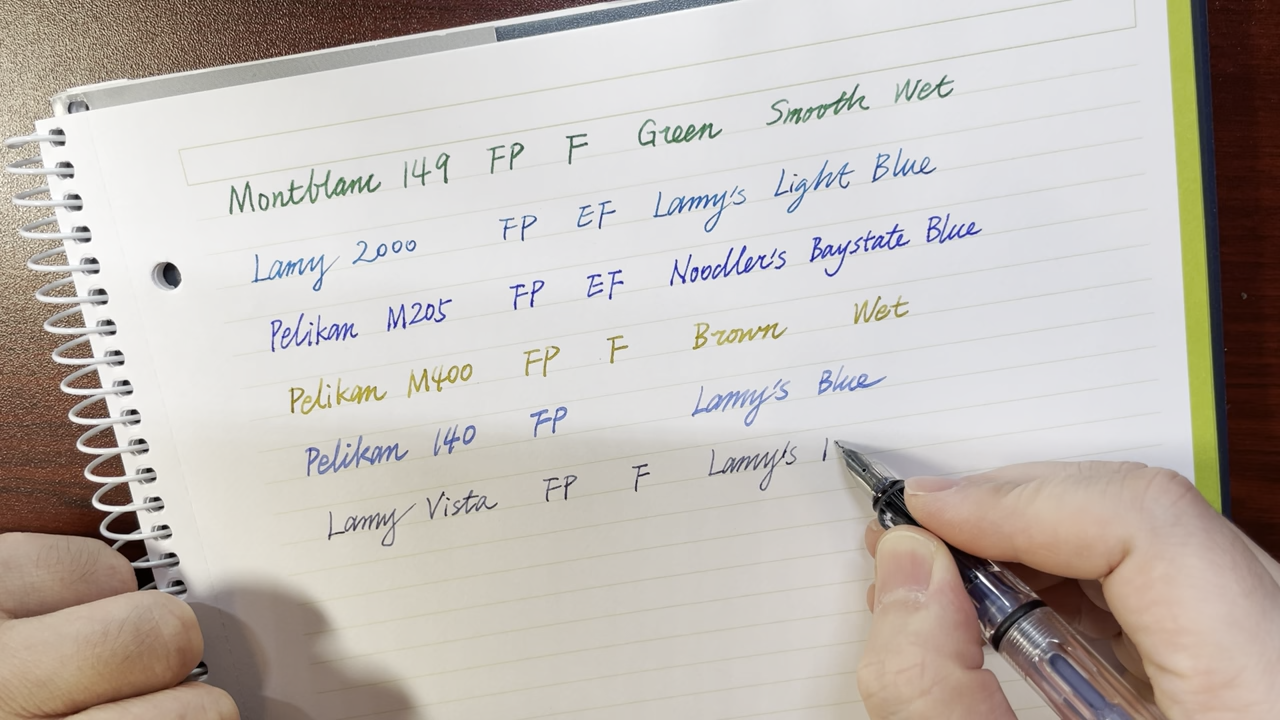 Montblanc 149 FP F Green Smooth Wet
Lamy 2000 FP EF Lamy's Light Blue
Pelikan M205 FP EF Noodler's Baystate Blue
Pelikan M400 FP F Brown Wet
Pelikan 140 FP Lamy's Blue
Lamy Vista FP F Lamy's